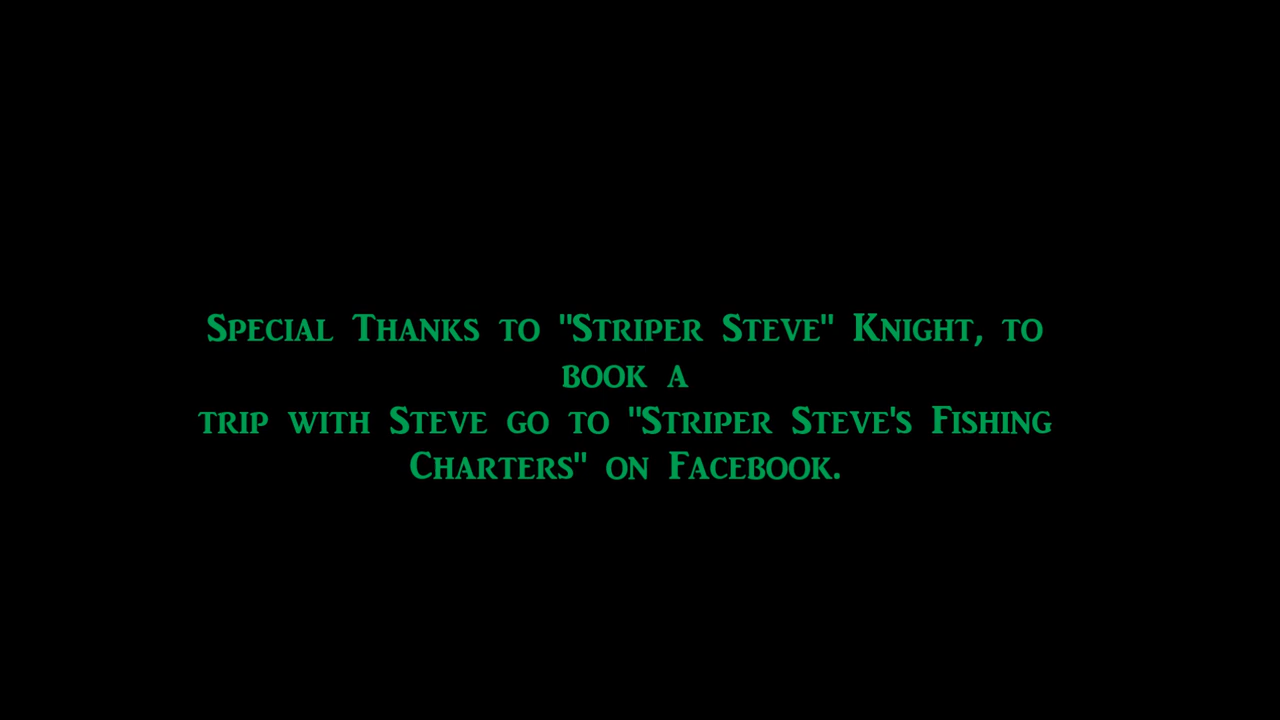 Special Thanks to "Striper Steve" Knight, to
book a
trip with Steve go to "Striper Steve's Fishing
Charters" on Facebook.